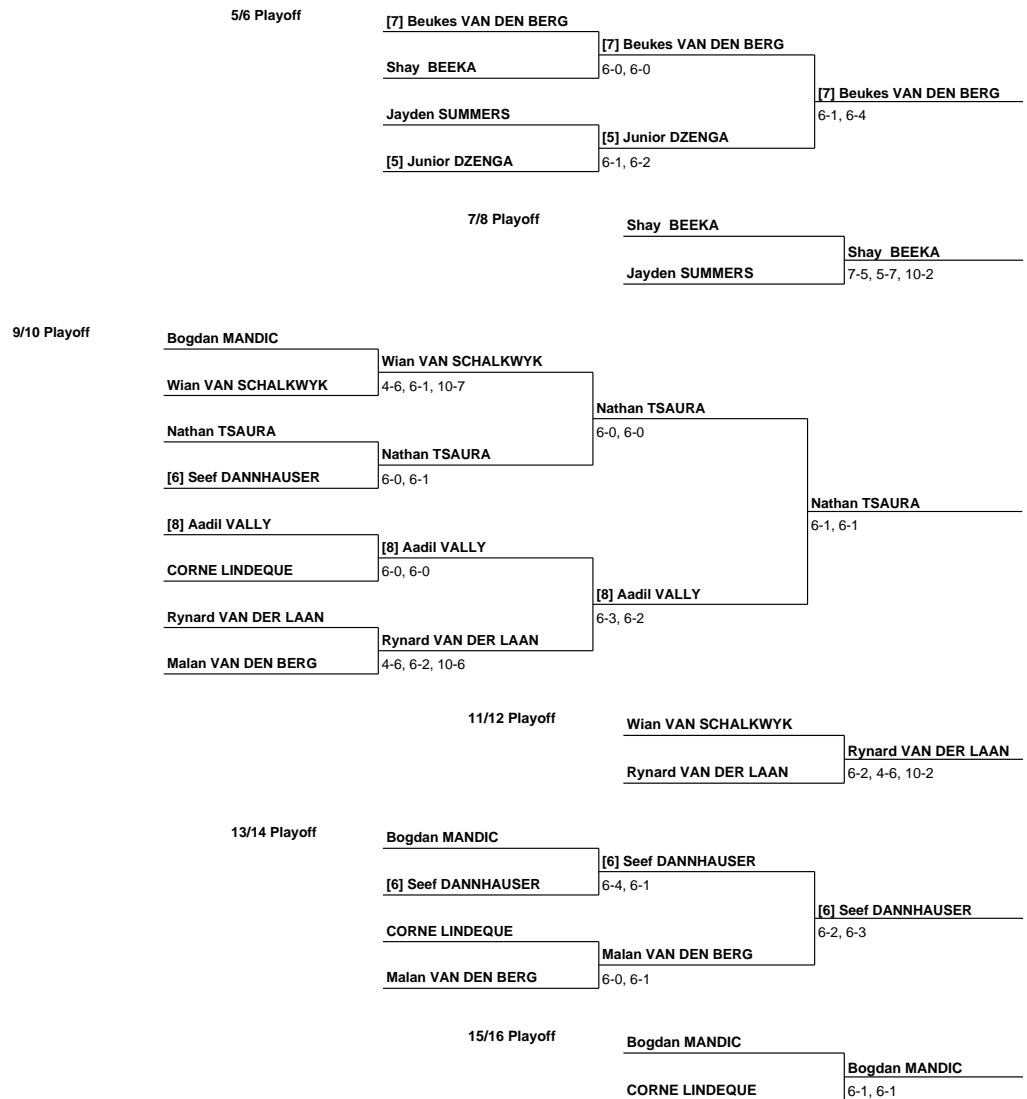 5/6 Playoff
[7] Beukes VAN DEN BERG
[7] Beukes VAN DEN BERG
Shay  BEEKA
6-0, 6-0
[7] Beukes VAN DEN BERG
Jayden SUMMERS
6-1, 6-4
[5] Junior DZENGA
[5] Junior DZENGA
6-1, 6-2
7/8 Playoff
Shay  BEEKA
Shay  BEEKA
Jayden SUMMERS
7-5, 5-7, 10-2
9/10 Playoff
Bogdan MANDIC
Wian VAN SCHALKWYK
Wian VAN SCHALKWYK
4-6, 6-1, 10-7
Nathan TSAURA
Nathan TSAURA
6-0, 6-0
Nathan TSAURA
[6] Seef DANNHAUSER
6-0, 6-1
Nathan TSAURA
[8] Aadil VALLY
6-1, 6-1
[8] Aadil VALLY
CORNE LINDEQUE
6-0, 6-0
[8] Aadil VALLY
Rynard VAN DER LAAN
6-3, 6-2
Rynard VAN DER LAAN
Malan VAN DEN BERG
4-6, 6-2, 10-6
11/12 Playoff
Wian VAN SCHALKWYK
Rynard VAN DER LAAN
Rynard VAN DER LAAN
6-2, 4-6, 10-2
13/14 Playoff
Bogdan MANDIC
[6] Seef DANNHAUSER
[6] Seef DANNHAUSER
6-4, 6-1
[6] Seef DANNHAUSER
CORNE LINDEQUE
6-2, 6-3
Malan VAN DEN BERG
Malan VAN DEN BERG
6-0, 6-1
15/16 Playoff
Bogdan MANDIC
Bogdan MANDIC
CORNE LINDEQUE
6-1, 6-1